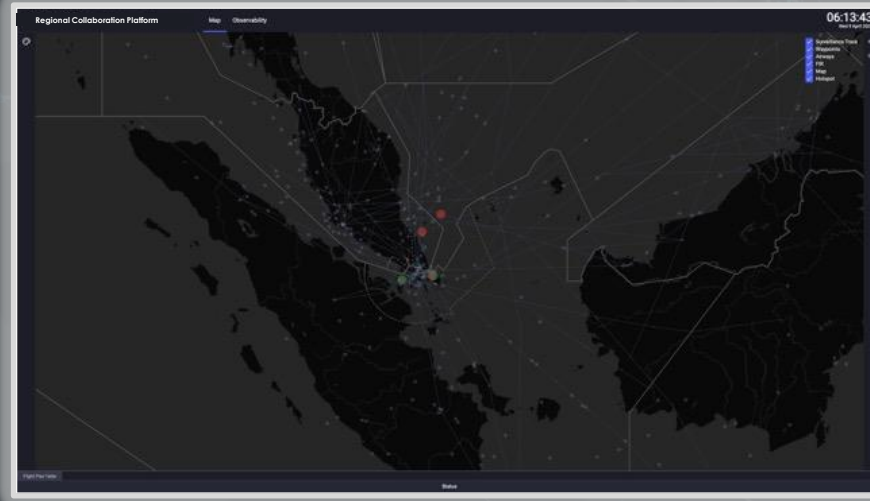 Regional Collaboration Platform
Map Observability
06:13:43
Surveillance Track
Waypoints
Airways
FIR
Map
Hotspot
Flight Plan Table
Status